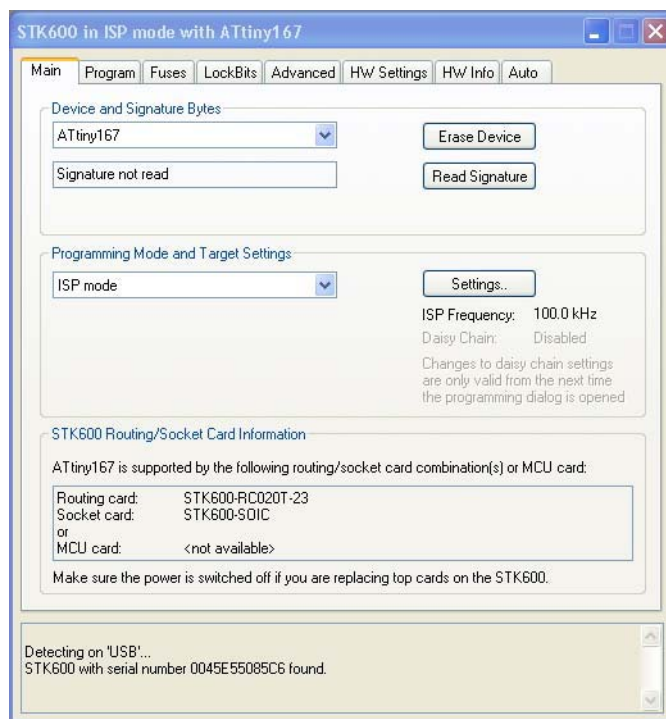 STK600 in ISP mode with ATtiny167
Main Program Fuses LockBits Advanced HW Settings HW Info Auto
Device and Signature Bytes
ATtiny167 Erase Device
Signature not read Read Signature
Programming Mode and Target Settings
ISP mode Settings..
ISP Frequency: 100.0 kHz
Daisy Chain: Disabled
Changes to daisy chain settings
are only valid from the next time
the programming dialog is opened
STK600 Routing/Socket Card Information
ATtiny167 is supported by the following routing/socket card combination(s) or MCU card:
Routing card: STK600-RC020T-23
Socket card: STK600-SOIC
or
MCU card: <not available>
Make sure the power is switched off if you are replacing top cards on the STK600.
Detecting on 'USB'...
STK600 with serial number 0045E55085C6 found.